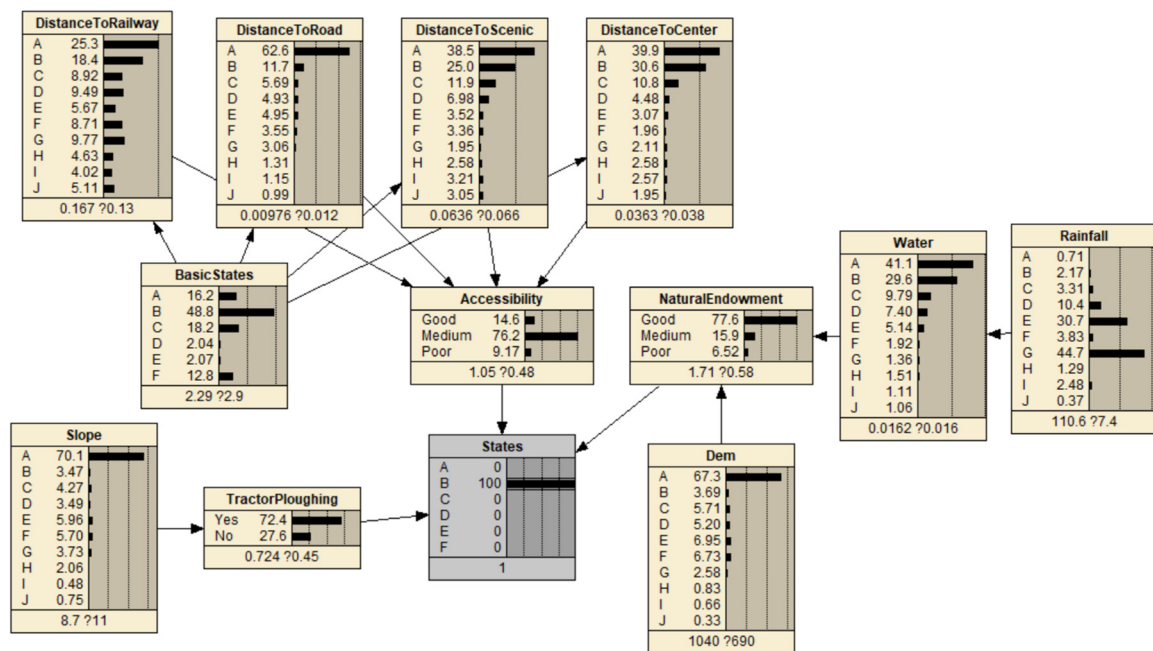 DistanceToRailway
A 25.3
B 18.4
C 8.92
D 9.49
E 5.67
F 8.71
G 9.77
H 4.63
I 4.02
J 5.11
0.167 ?0.13
DistanceToRoad
A 62.6
B 11.7
C 5.69
D 4.93
E 4.95
F 3.55
G 3.06
H 1.31
I 1.15
J 0.99
0.00976 ?0.012
DistanceToScenic
A 38.5
B 25.0
C 11.9
D 6.98
E 3.52
F 3.36
G 1.95
H 2.58
I 3.21
J 3.05
0.0636 ?0.066
DistanceToCenter
A 39.9
B 30.6
C 10.8
D 4.48
E 3.07
F 1.96
G 2.11
H 2.58
I 2.57
J 1.95
0.0363 ?0.038
BasicStates
A 16.2
B 48.8
C 18.2
D 2.04
E 2.07
F 12.8
2.29 ?2.9
Accessibility
Good 14.6
Medium 76.2
Poor 9.17
1.05 ?0.48
NaturalEndowment
Good 77.6
Medium 15.9
Poor 6.52
1.71 ?0.58
Water
A 41.1
B 29.6
C 9.79
D 7.40
E 5.14
F 1.92
G 1.36
H 1.51
I 1.11
J 1.06
0.0162 ?0.016
Rainfall
A 0.71
B 2.17
C 3.31
D 10.4
E 30.7
F 3.83
G 44.7
H 1.29
I 2.48
J 0.37
110.6 ?7.4
Slope
A 70.1
B 3.47
C 4.27
D 3.49
E 5.96
F 5.70
G 3.73
H 2.06
I 0.48
J 0.75
8.7 ?11
TractorPloughing
Yes 72.4
No 27.6
0.724 ?0.45
States
A 0
B 100
C 0
D 0
E 0
F 0
1
Dem
A 67.3
B 3.69
C 5.71
D 5.20
E 6.95
F 6.73
G 2.58
H 0.83
I 0.66
J 0.33
1040 ?690